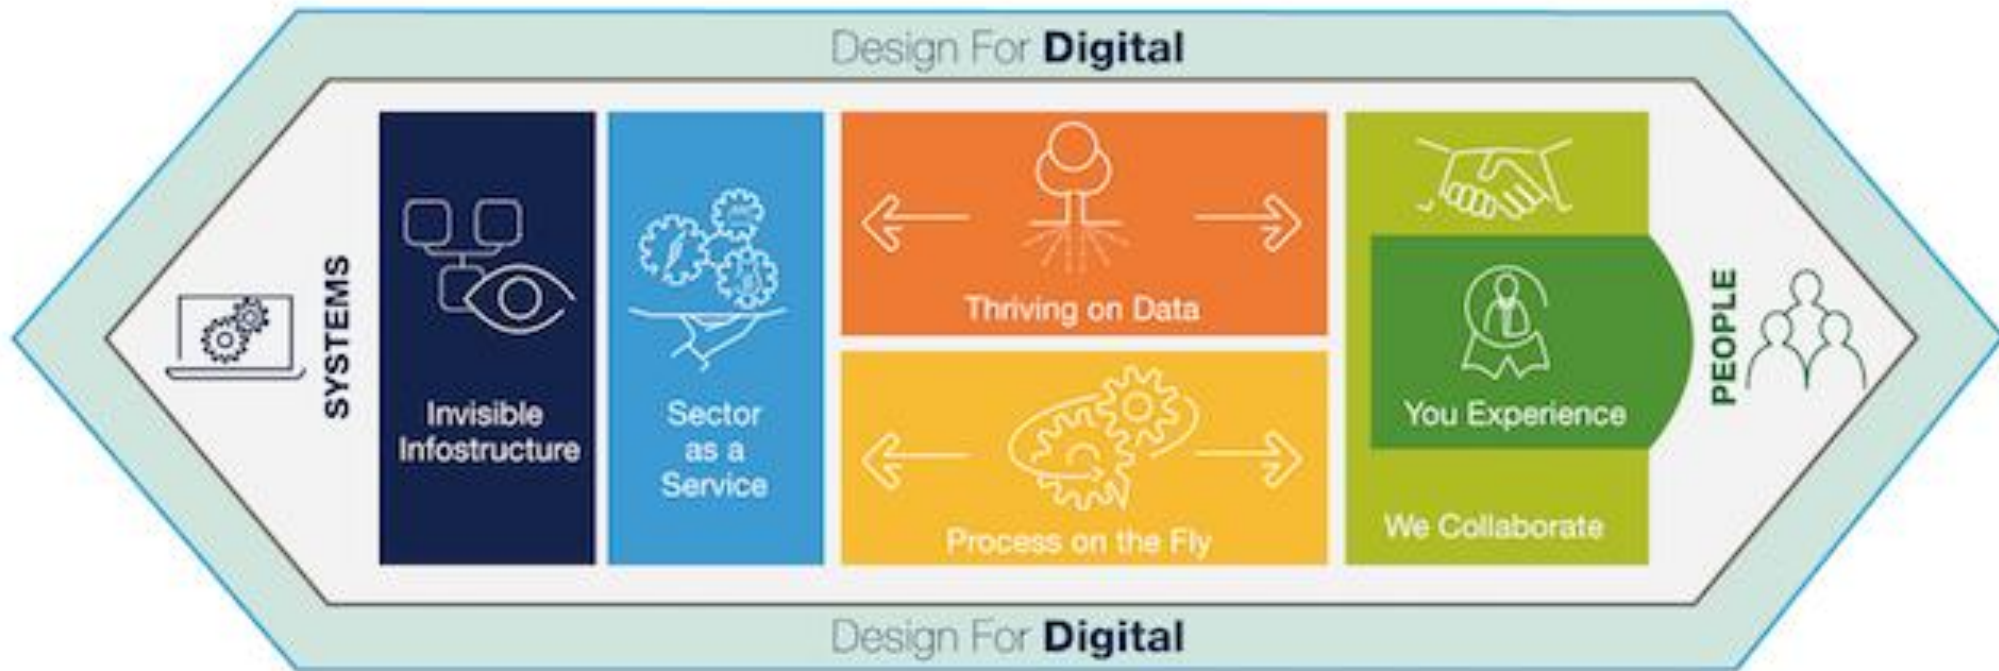 Design For Digital
SYSTEMS
Invisible
Infostructure
Sector
as a
Service
Thriving on Data
Process on the Fly
You Experience
We Collaborate
PEOPLE
Design For Digital